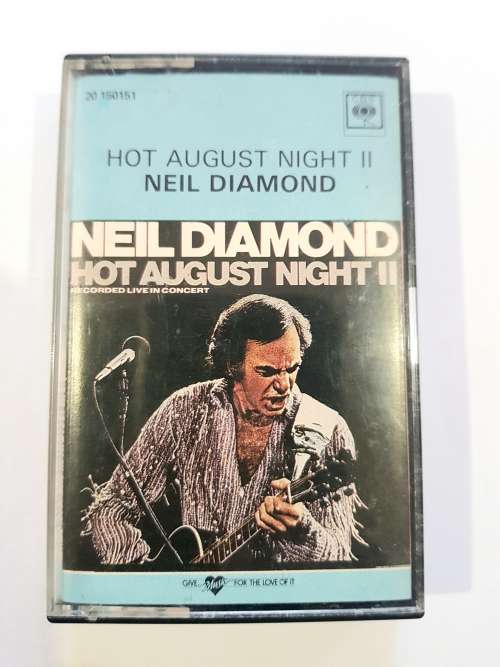 20 150151
CBS
HOT AUGUST NIGHT II
NEIL DIAMOND
NEIL DIAMOND
HOT AUGUST NIGHT II
RECORDED LIVE IN CONCERT
GIVE Music FOR THE LOVE OF IT